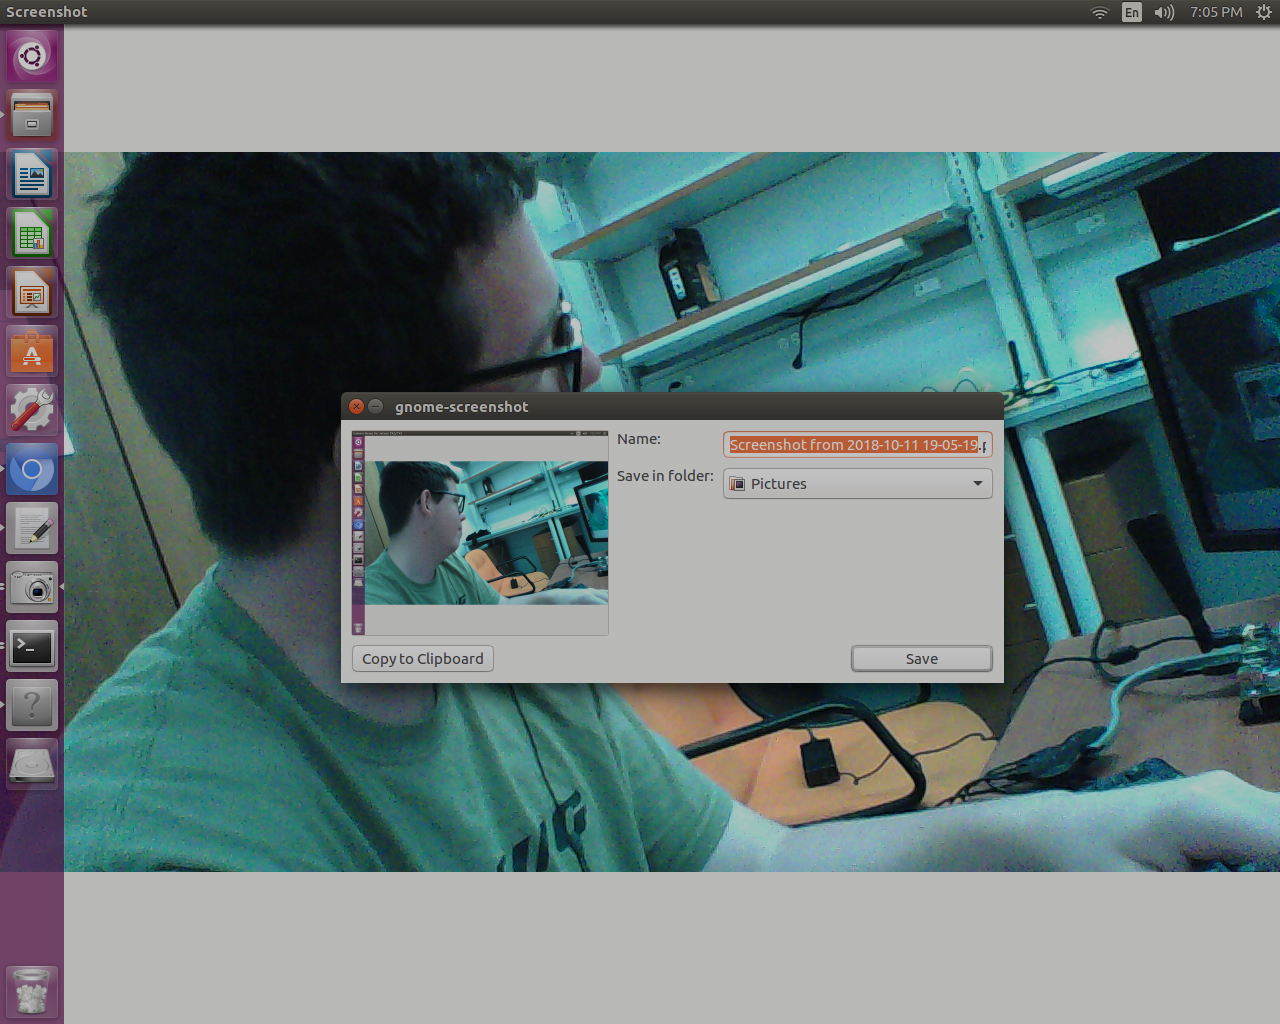 Screenshot
En
7:05 PM
gnome-screenshot
Name:
Screenshot from 2018-10-11 19-05-19.p
Save in folder:
Pictures
Copy to Clipboard
Save